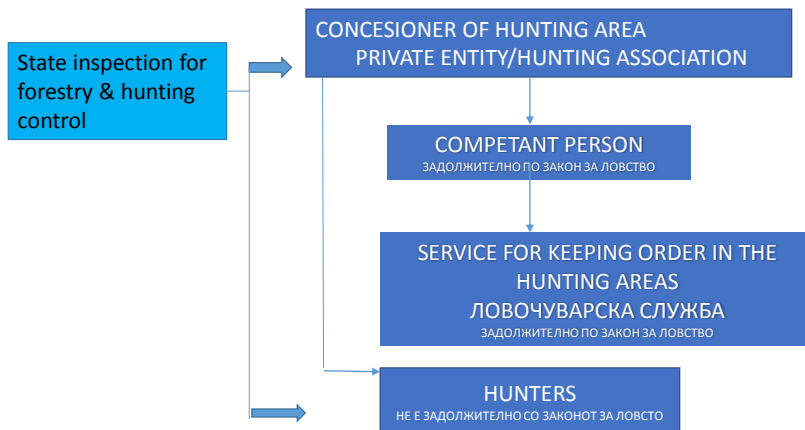 State inspection for
forestry & hunting
control
CONCESIONER OF HUNTING AREA
PRIVATE ENTITY/HUNTING ASSOCIATION
COMPETANT PERSON
ЗАДОЛЖИТЕЛНО ПО ЗАКОН ЗА ЛОВСТВО
SERVICE FOR KEEPING ORDER IN THE
HUNTING AREAS
ЛОВОЧУВАРСКА СЛУЖБА
ЗАДОЛЖИТЕЛНО ПО ЗАКОН ЗА ЛОВСТВО
HUNTERS
НЕ Е ЗАДОЛЖИТЕЛНО СО ЗАКОНОТ ЗА ЛОВСТО